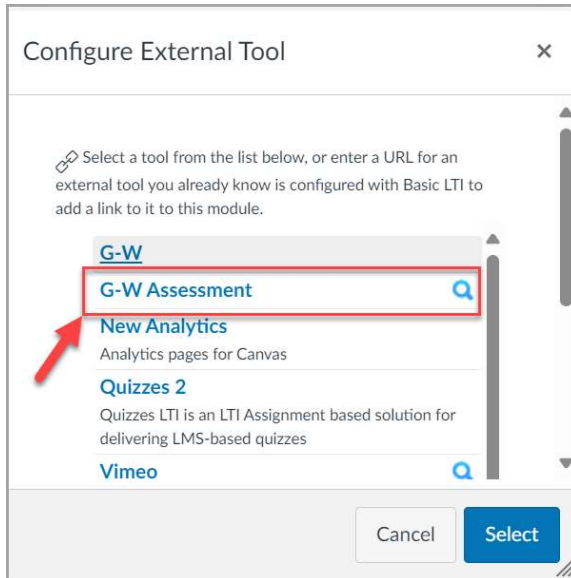 Configure External Tool ×
Select a tool from the list below, or enter a URL for an
external tool you already know is configured with Basic LTI to
add a link to it to this module.
G-W
G-W Assessment
New Analytics
Analytics pages for Canvas
Quizzes 2
Quizzes LTI is an LTI Assignment based solution for
delivering LMS-based quizzes
Vimeo
Cancel Select